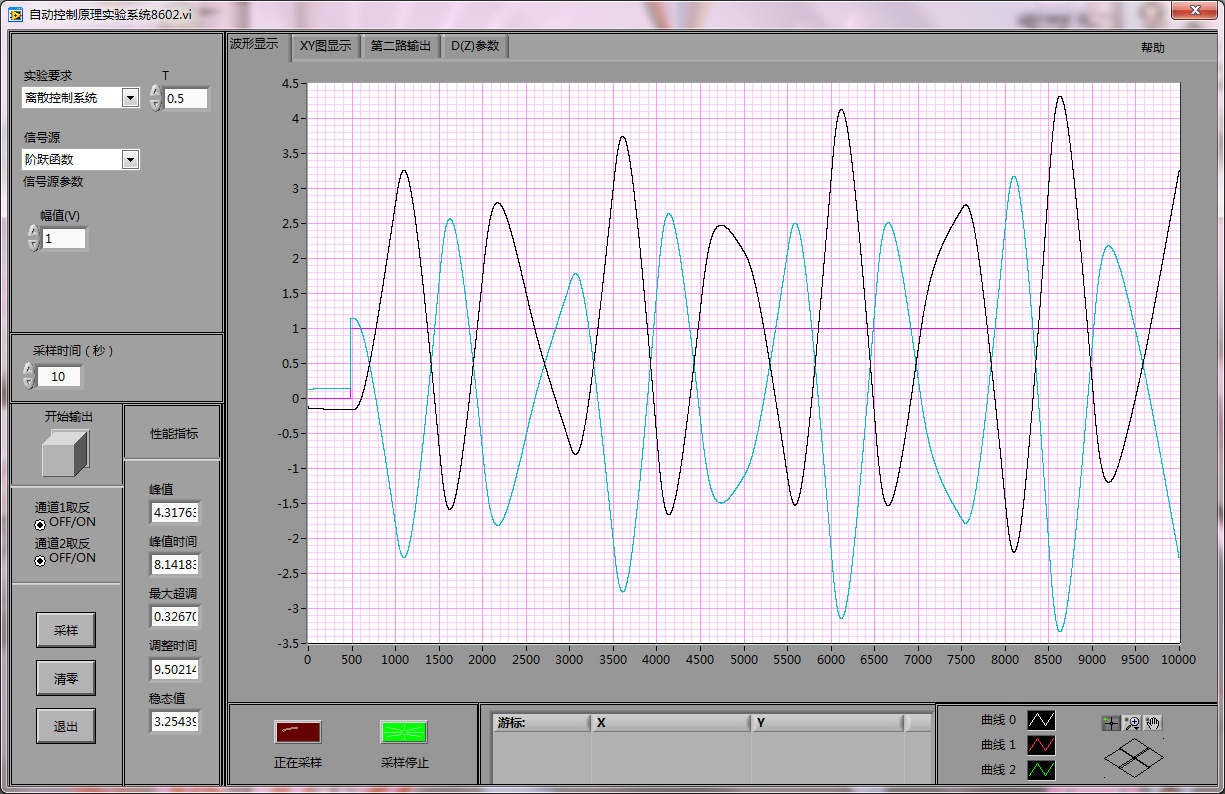 自动控制原理实验系统8602.vi
波形显示 XY图显示 第二路输出 D(Z)参数 帮助
实验要求 T
离散控制系统 0.5
信号源
阶跃函数
信号源参数
幅值(V)
1
采样时间（秒）
10
开始输出
通道1取反
OFF/ON
通道2取反
OFF/ON
采样
清零
退出
性能指标
峰值
4.3176
峰值时间
8.1418
最大超调
0.3267
调整时间
9.50214
稳态值
3.25439
4.5
4
3.5
3
2.5
2
1.5
1
0.5
0
-0.5
-1
-1.5
-2
-2.5
-3
-3.5
0 500 1000 1500 2000 2500 3000 3500 4000 4500 5000 5500 6000 6500 7000 7500 8000 8500 9000 9500 10000
正在采样 采样停止
游标: X Y
曲线 0
曲线 1
曲线 2